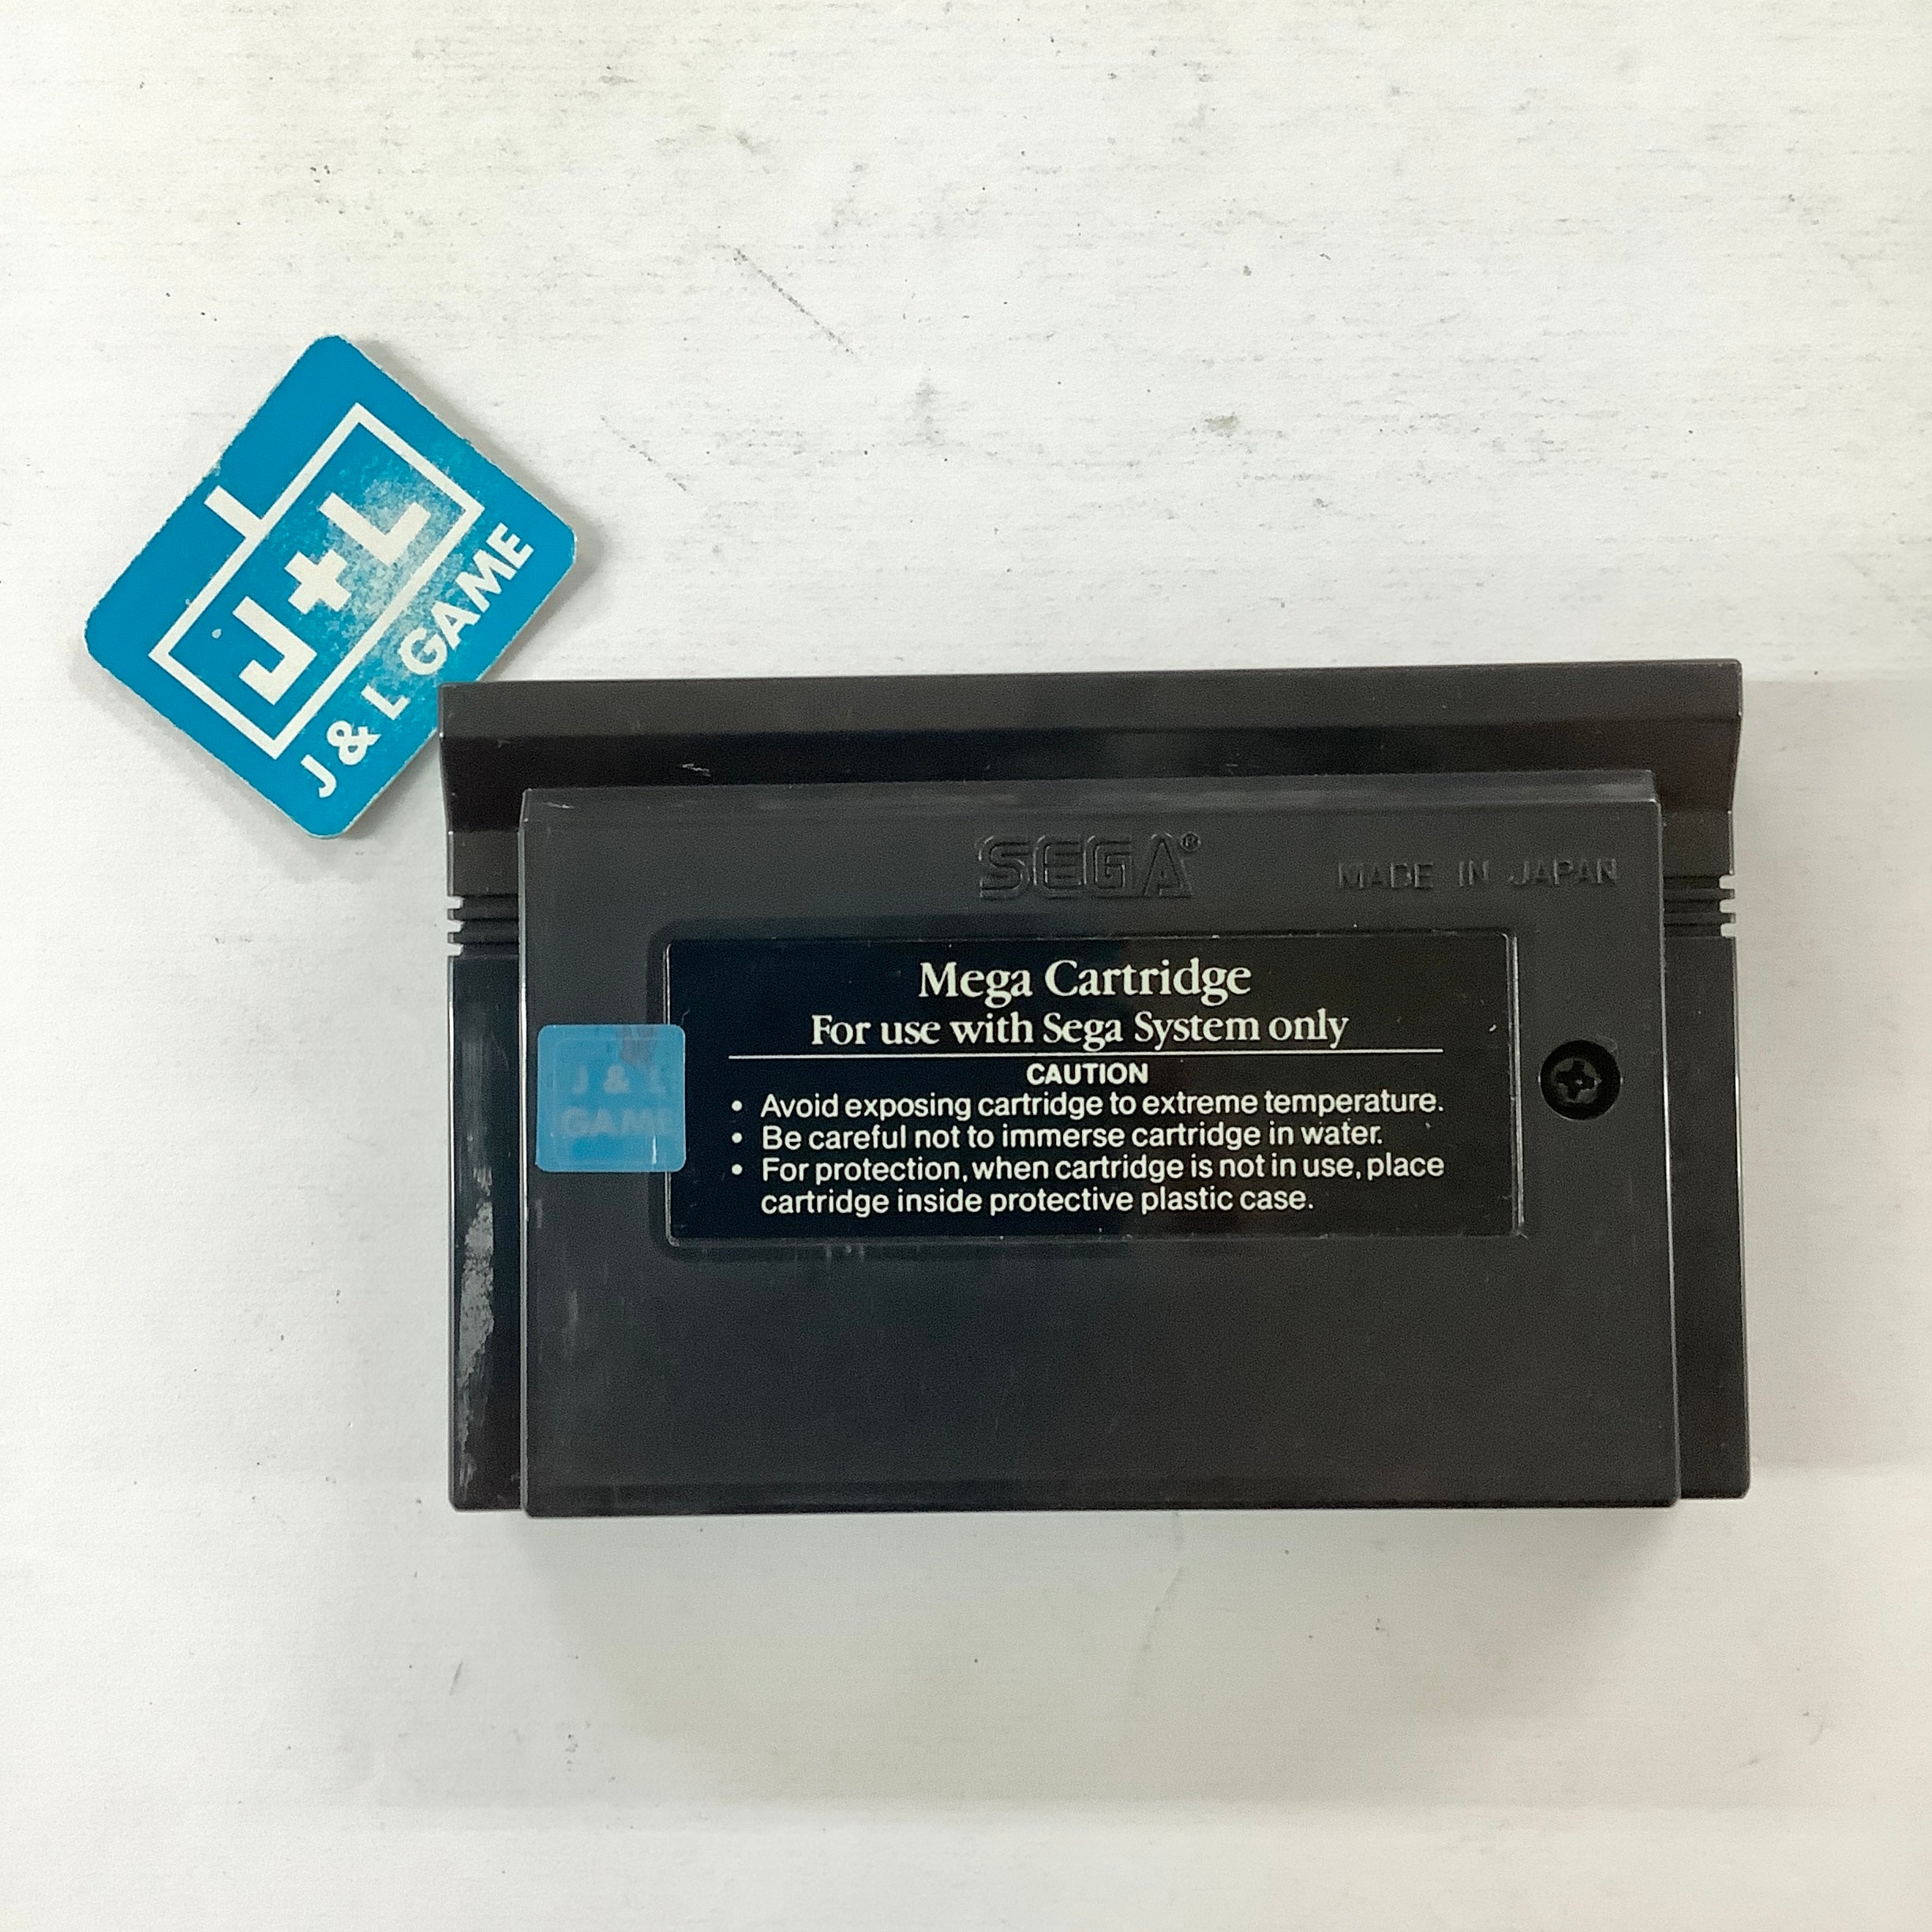 J+L
J & L GAME
SEGA®
MADE IN JAPAN
Mega Cartridge
For use with Sega System only
CAUTION
• Avoid exposing cartridge to extreme temperature.
• Be careful not to immerse cartridge in water.
• For protection, when cartridge is not in use, place
cartridge inside protective plastic case.
J & L
GAME